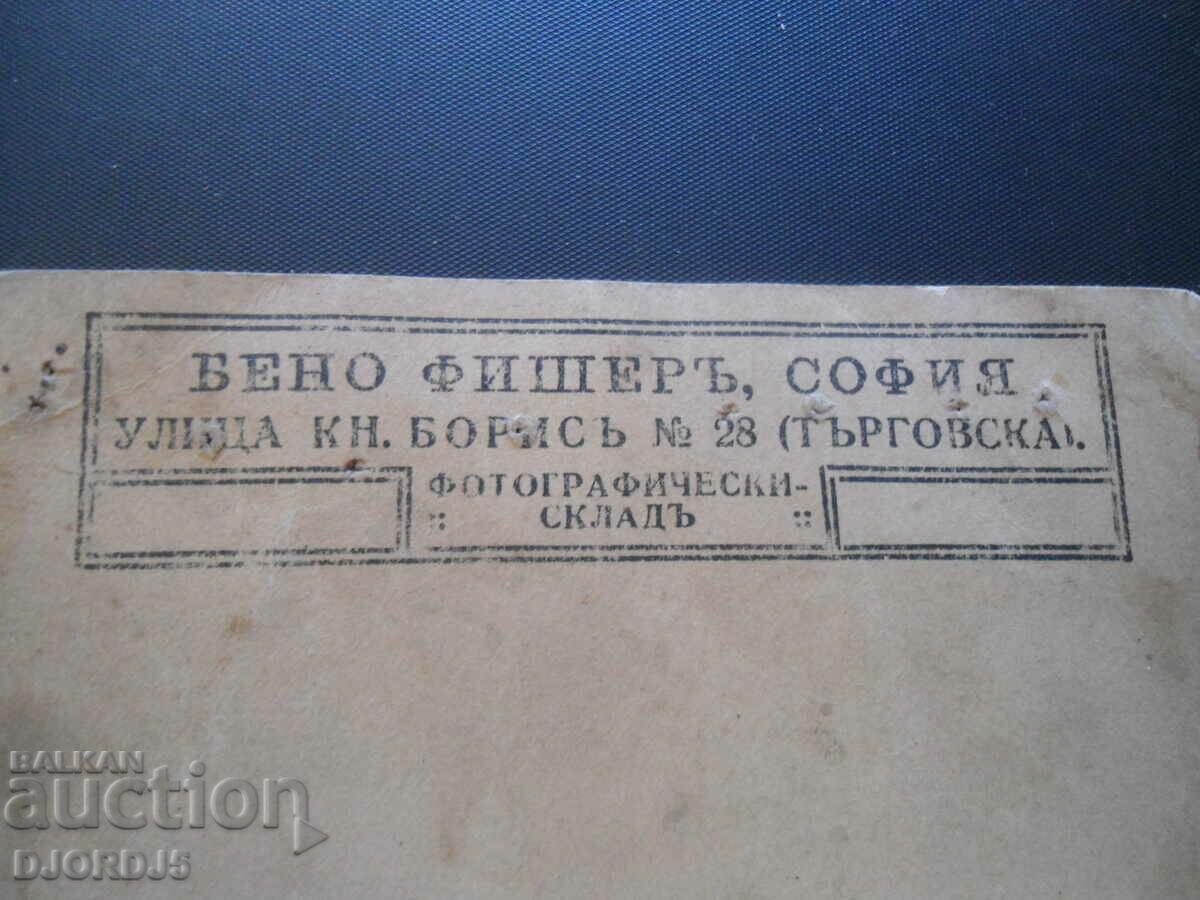 БЕНО ФИШЕРЪ, СОФИЯ
УЛИЦА КН. БОРИСЪ № 28 (ТЪРГОВСКА).
ФОТОГРАФИЧЕСКИ-
:: СКЛАДЪ ::
BALKAN
auction
DJORDJ5